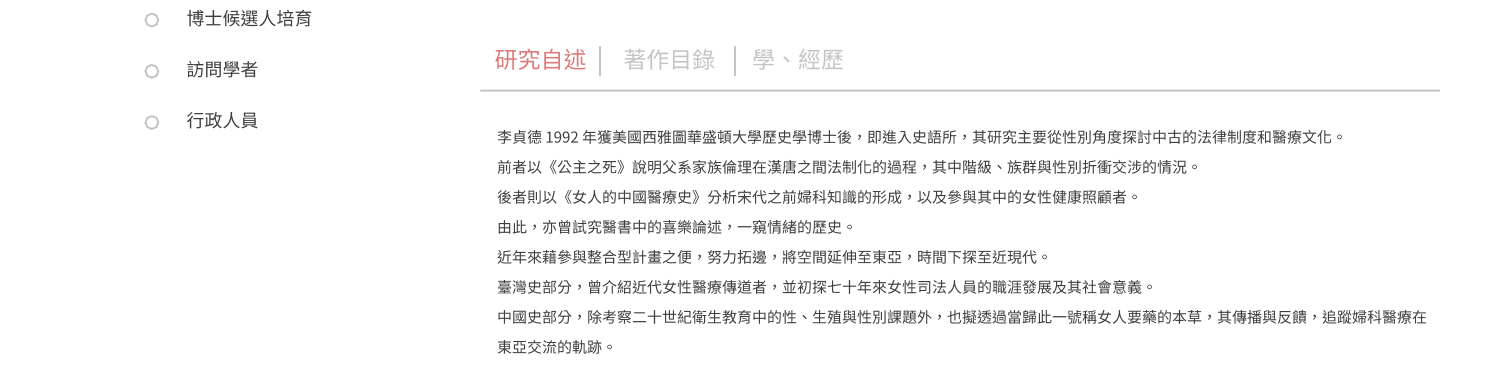 博士候選人培育
訪問學者
行政人員
研究自述 | 著作目錄 | 學、經歷
李貞德 1992 年獲美國西雅圖華盛頓大學歷史學博士後，即進入史語所，其研究主要從性別角度探討中古的法律制度和醫療文化。
前者以《公主之死》說明父系家族倫理在漢唐之間法制化的過程，其中階級、族群與性別折衝交涉的情況。
後者則以《女人的中國醫療史》分析宋代之前婦科知識的形成，以及參與其中的女性健康照顧者。
由此，亦曾試究醫書中的喜樂論述，一窺情緒的歷史。
近年來藉參與整合型計畫之便，努力拓邊，將空間延伸至東亞，時間下探至近現代。
臺灣史部分，曾介紹近代女性醫療傳道者，並初探七十年來女性司法人員的職涯發展及其社會意義。
中國史部分，除考察二十世紀衛生教育中的性、生殖與性別課題外，也擬透過當歸此一號稱女人要藥的本草，其傳播與反饋，追蹤婦科醫療在
東亞交流的軌跡。